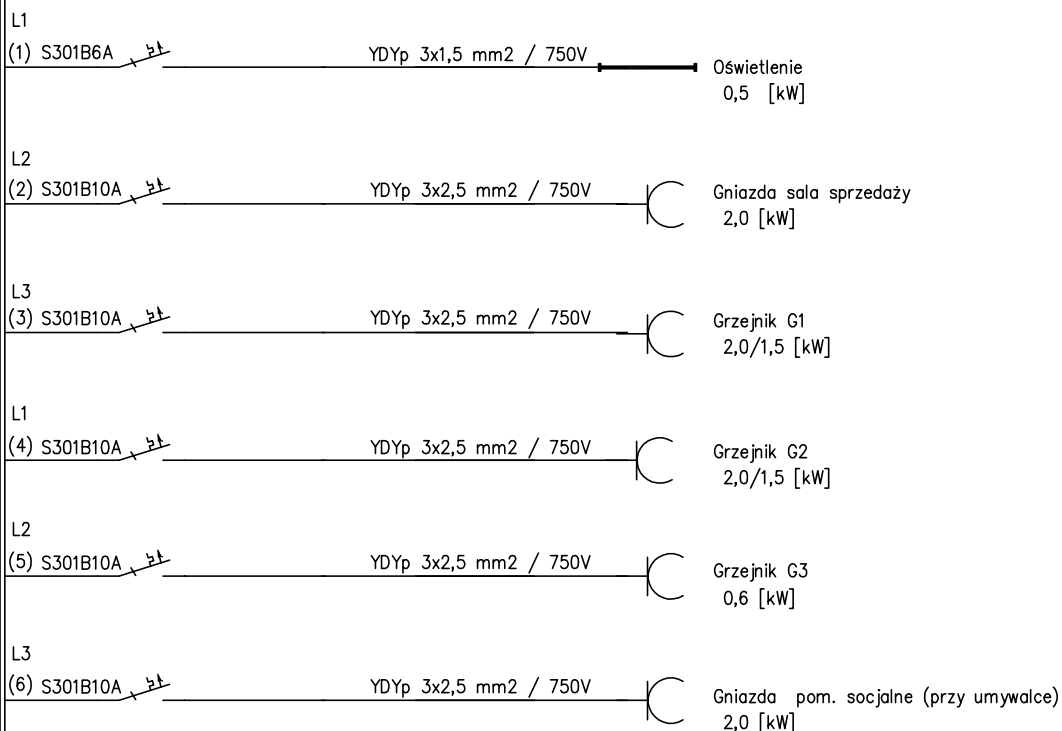 L1
(1) S301B6A YDYp 3x1,5 mm2 / 750V Oświetlenie
0,5 [kW]
L2
(2) S301B10A YDYp 3x2,5 mm2 / 750V Gniazda sala sprzedaży
2,0 [kW]
L3
(3) S301B10A YDYp 3x2,5 mm2 / 750V Grzejnik G1
2,0/1,5 [kW]
L1
(4) S301B10A YDYp 3x2,5 mm2 / 750V Grzejnik G2
2,0/1,5 [kW]
L2
(5) S301B10A YDYp 3x2,5 mm2 / 750V Grzejnik G3
0,6 [kW]
L3
(6) S301B10A YDYp 3x2,5 mm2 / 750V Gniazda pom. socjalne (przy umywalce)
2,0 [kW]